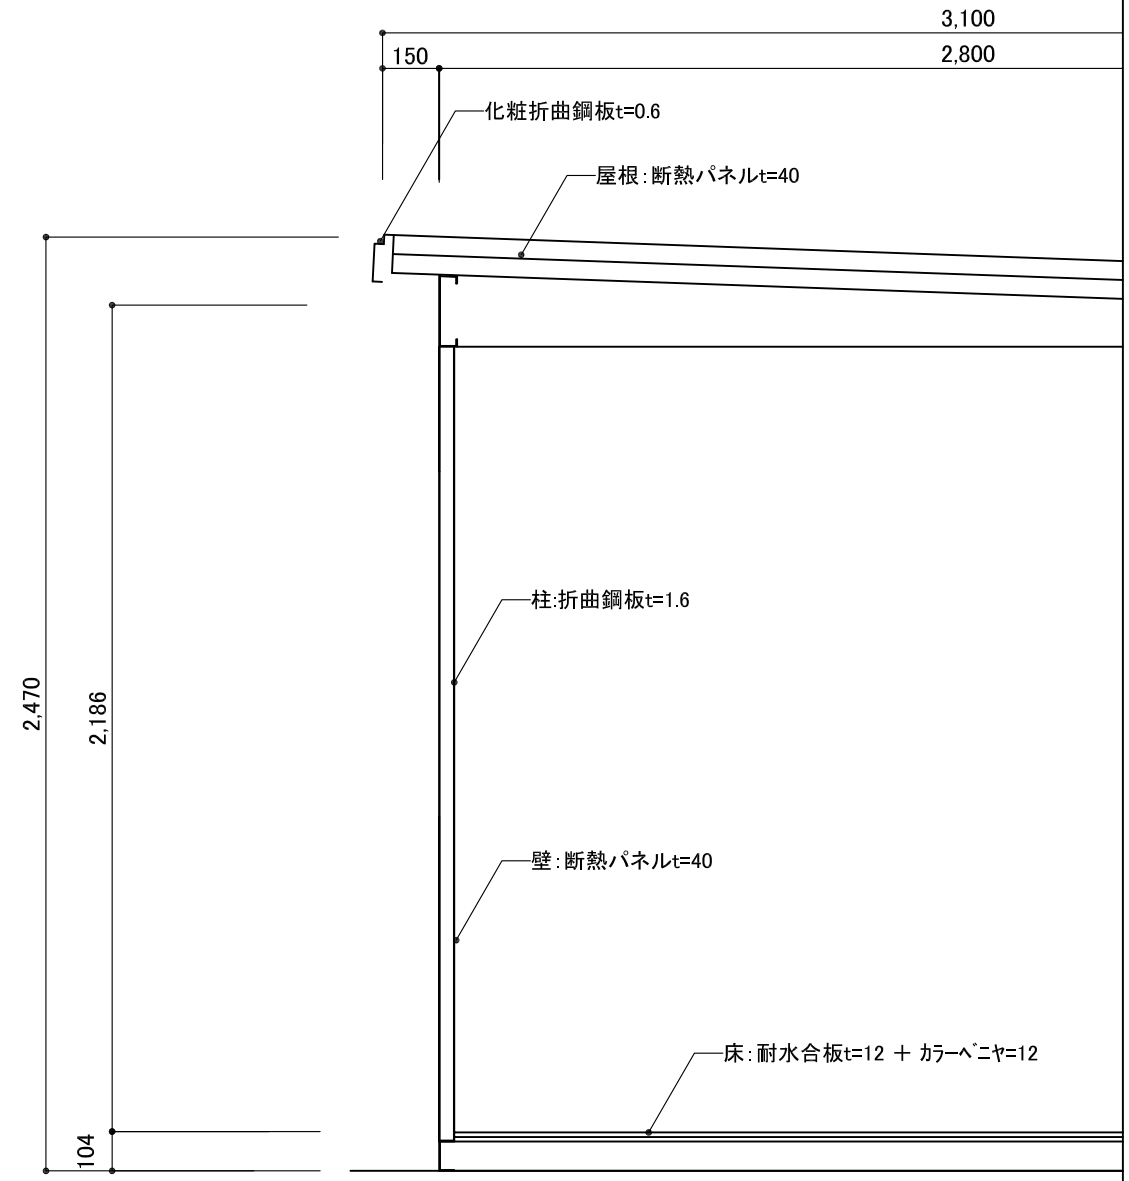 3,100
150
2,800
化粧折曲鋼板t=0.6
屋根：断熱パネルt=40
柱:折曲鋼板t=1.6
2,470
2,186
壁：断熱パネルt=40
床：耐水合板t=12 ＋ ｶﾗｰﾍﾞﾆﾔ=12
104